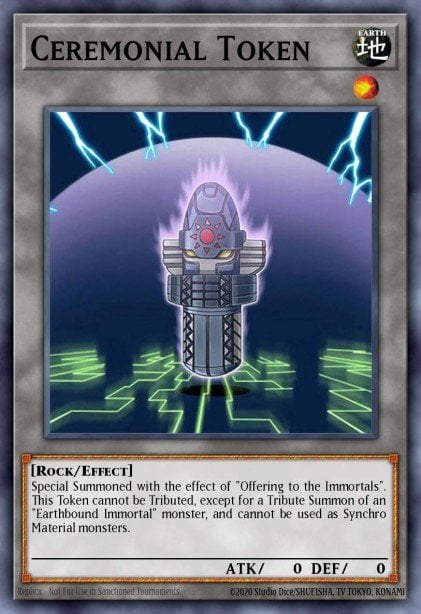 CEREMONIAL TOKEN
EARTH
地
[ROCK/EFFECT]
Special Summoned with the effect of "Offering to the Immortals".
This Token cannot be Tributed, except for a Tribute Summon of an
"Earthbound Immortal" monster, and cannot be used as Synchro
Material monsters.
ATK/ 0 DEF/ 0
Replica - Not For Use in Sanctioned Tournaments. ©2020 Studio Dice/SHUEISHA, TV TOKYO, KONAMI